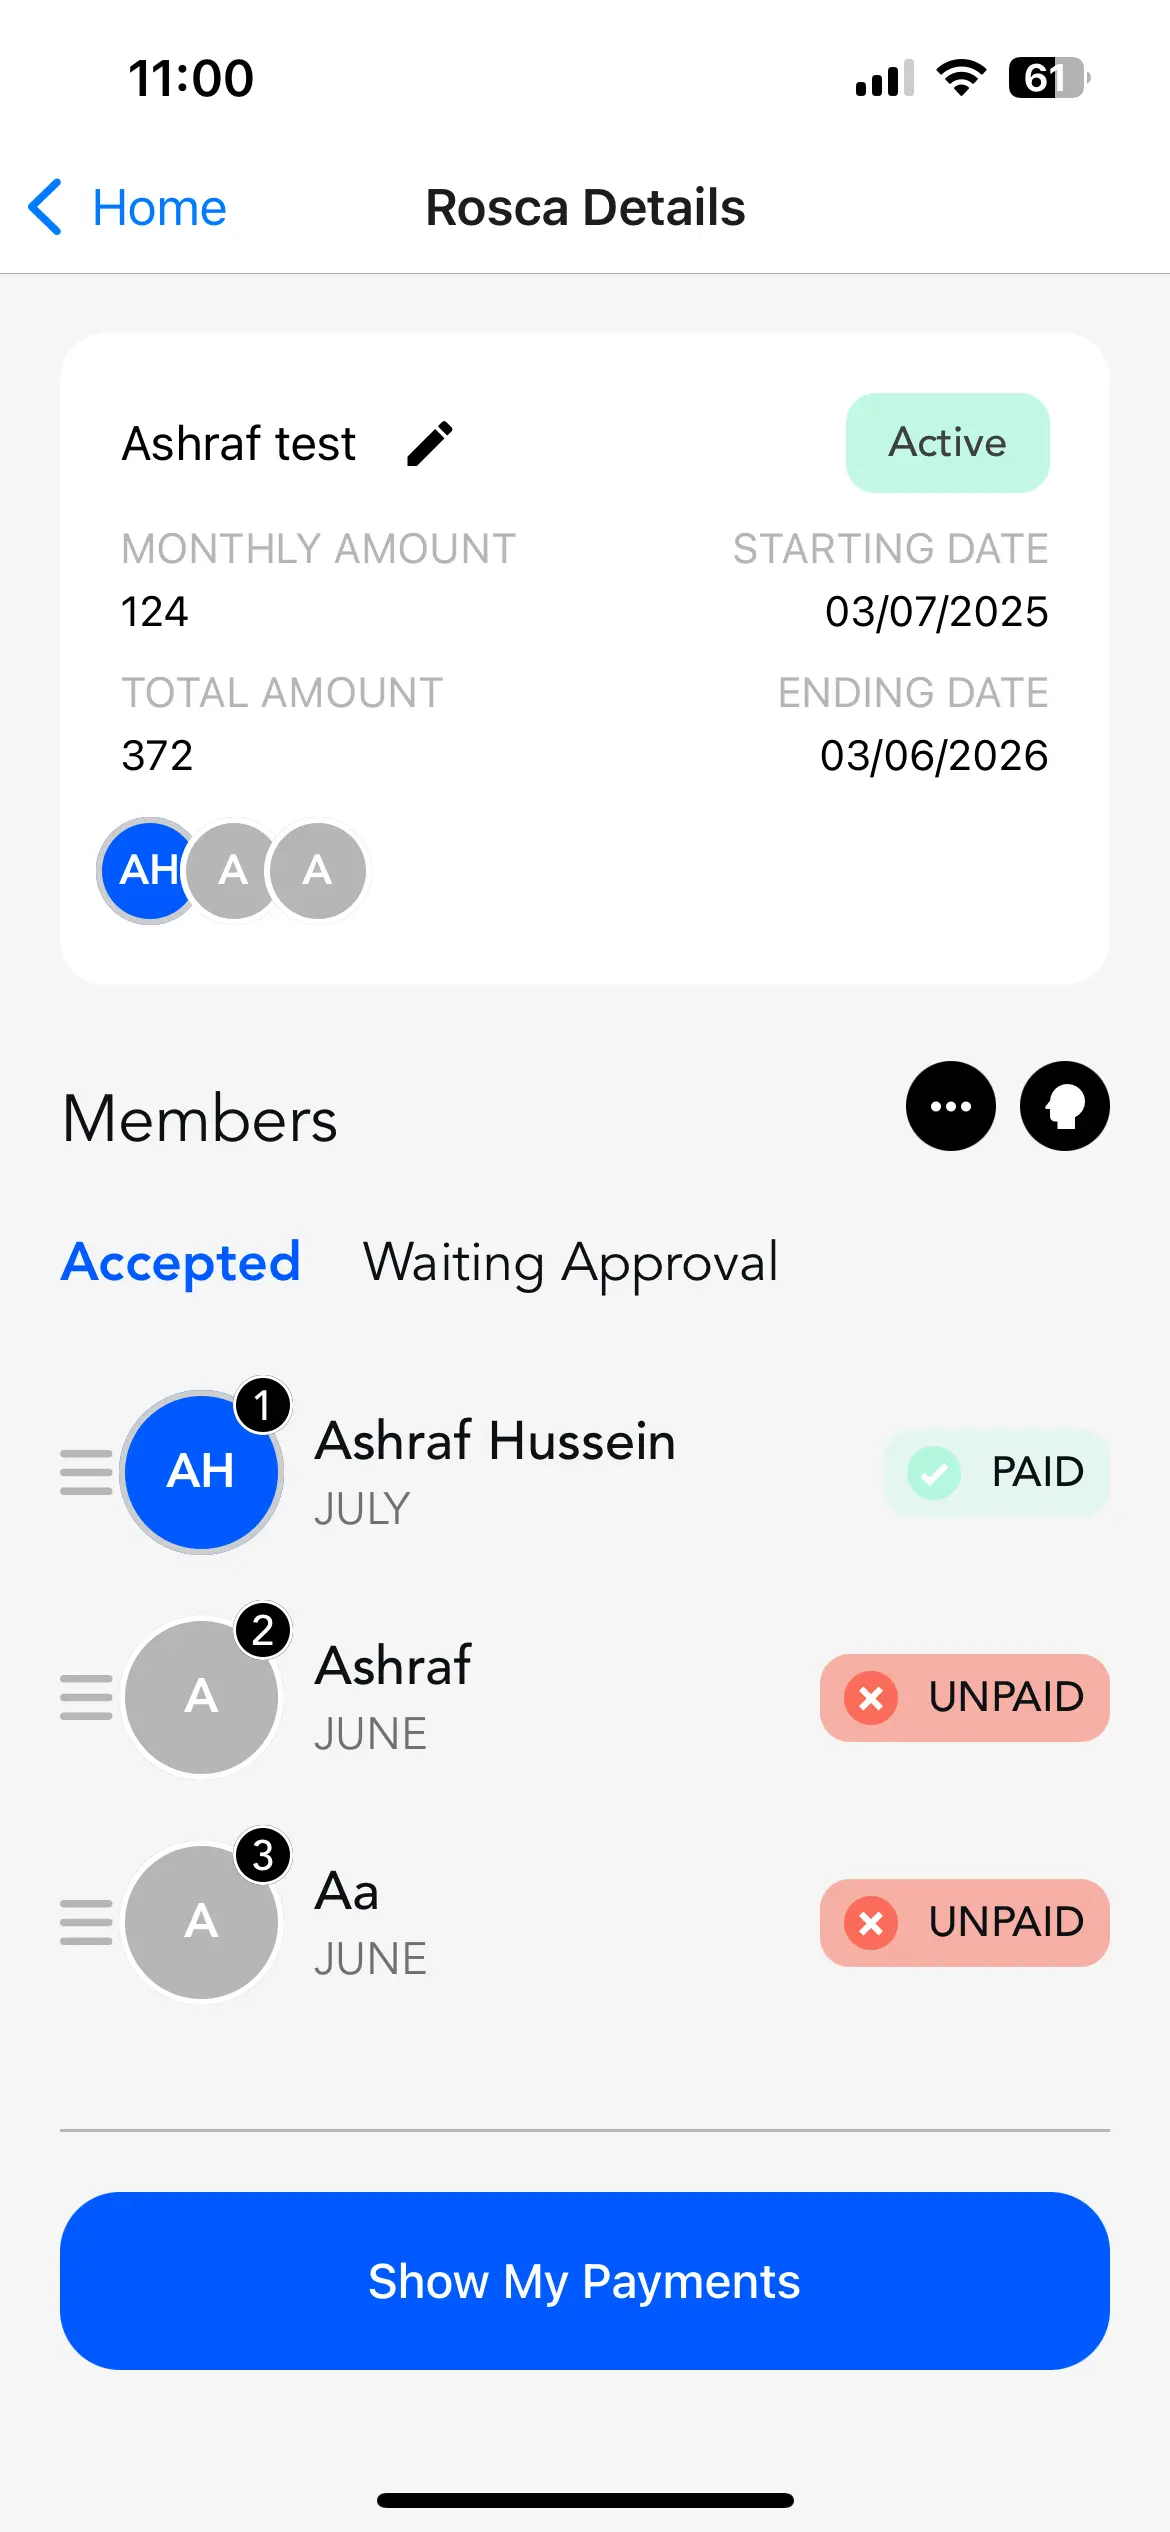 11:00
61
Home
Rosca Details
Ashraf test
Active
MONTHLY AMOUNT
STARTING DATE
124
03/07/2025
TOTAL AMOUNT
ENDING DATE
372
03/06/2026
AH
A
A
Members
Accepted
Waiting Approval
AH
1
Ashraf Hussein
JULY
PAID
A
2
Ashraf
JUNE
UNPAID
A
3
Aa
JUNE
UNPAID
Show My Payments